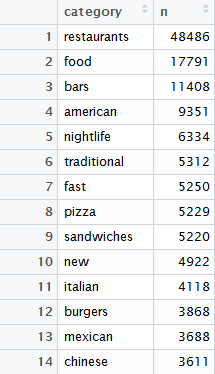 category n
1 restaurants 48486
2 food 17791
3 bars 11408
4 american 9351
5 nightlife 6334
6 traditional 5312
7 fast 5250
8 pizza 5229
9 sandwiches 5220
10 new 4922
11 italian 4118
12 burgers 3868
13 mexican 3688
14 chinese 3611